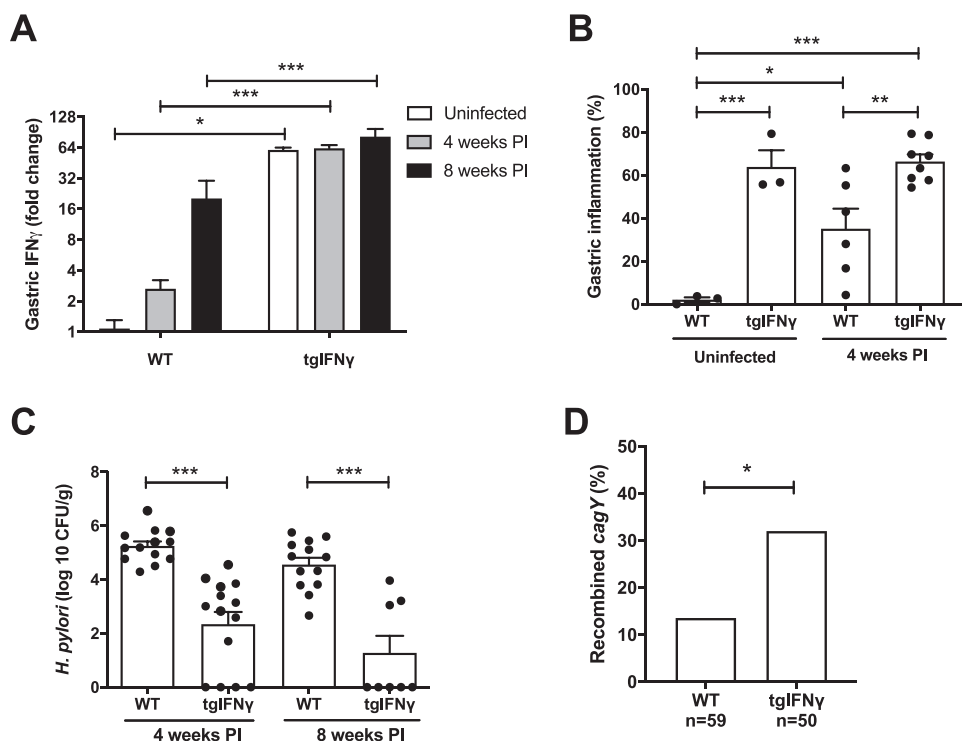 A
Gastric IFNγ (fold change)
128
64
32
16
8
4
2
1
***
***
*
WT
tgIFNγ
Uninfected
4 weeks PI
8 weeks PI
B
Gastric inflammation (%)
100
80
60
40
20
0
***
*
***
**
WT
tgIFNγ
WT
tgIFNγ
Uninfected
4 weeks PI
C
H. pylori (log 10 CFU/g)
8
6
4
2
0
***
***
WT
tgIFNγ
WT
tgIFNγ
4 weeks PI
8 weeks PI
D
Recombined cagY (%)
50
40
30
20
10
0
*
WT
n=59
tgIFNγ
n=50